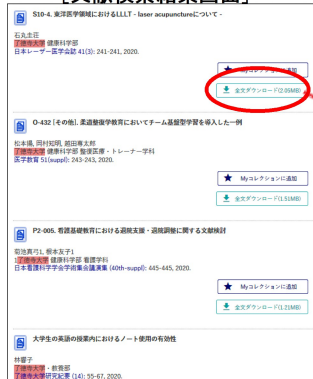 ［文献検索結果画面］
S10-4. 東洋医学領域におけるLLLT - laser acupunctureについて -
石丸圭荘
了徳寺大学 健康科学部
日本レーザー医学会誌 41(3): 241-241, 2020.
★ Myコレクションに追加
全文ダウンロード(2.09MB)
O-432 [その他]. 柔道整復学教育においてチーム基盤型学習を導入した一例
松本揚, 岡村知明, 越田専太郎
了徳寺大学 健康科学部 整復医療・トレーナー学科
医学教育 51(suppl): 243-243, 2020.
★ Myコレクションに追加
全文ダウンロード(1.51MB)
P2-005. 看護基礎教育における退院支援・退院調整に関する文献検討
菊池真弓1, 根本友子1
1了徳寺大学 健康科学部 看護学科
日本看護科学学会学術集会講演集 (40th-suppl): 445-445, 2020.
★ Myコレクションに追加
全文ダウンロード(1.21MB)
大学生の英語の授業内におけるノート使用の有効性
林響子
了徳寺大学・教養部
了徳寺大学研究紀要 (14): 55-67, 2020.